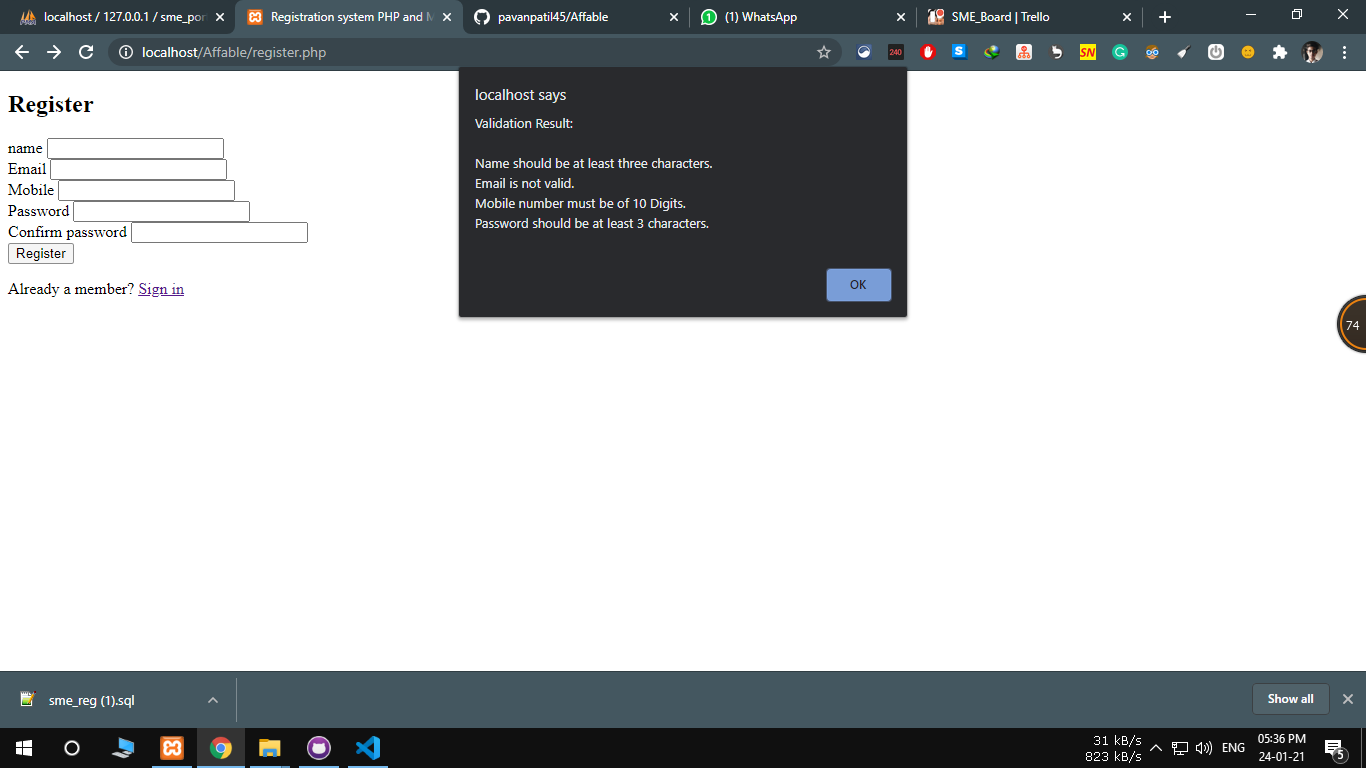 localhost / 127.0.0.1 / sme_por
Registration system PHP and M
pavanpatil45/Affable
(1) WhatsApp
SME_Board | Trello
localhost/Affable/register.php
240
S
SN
G
Register
name
Email
Mobile
Password
Confirm password
Register
Already a member? Sign in
localhost says
Validation Result:
Name should be at least three characters.
Email is not valid.
Mobile number must be of 10 Digits.
Password should be at least 3 characters.
OK
74
sme_reg (1).sql
Show all
31 kB/s
823 kB/s
ENG
05:36 PM
24-01-21
5